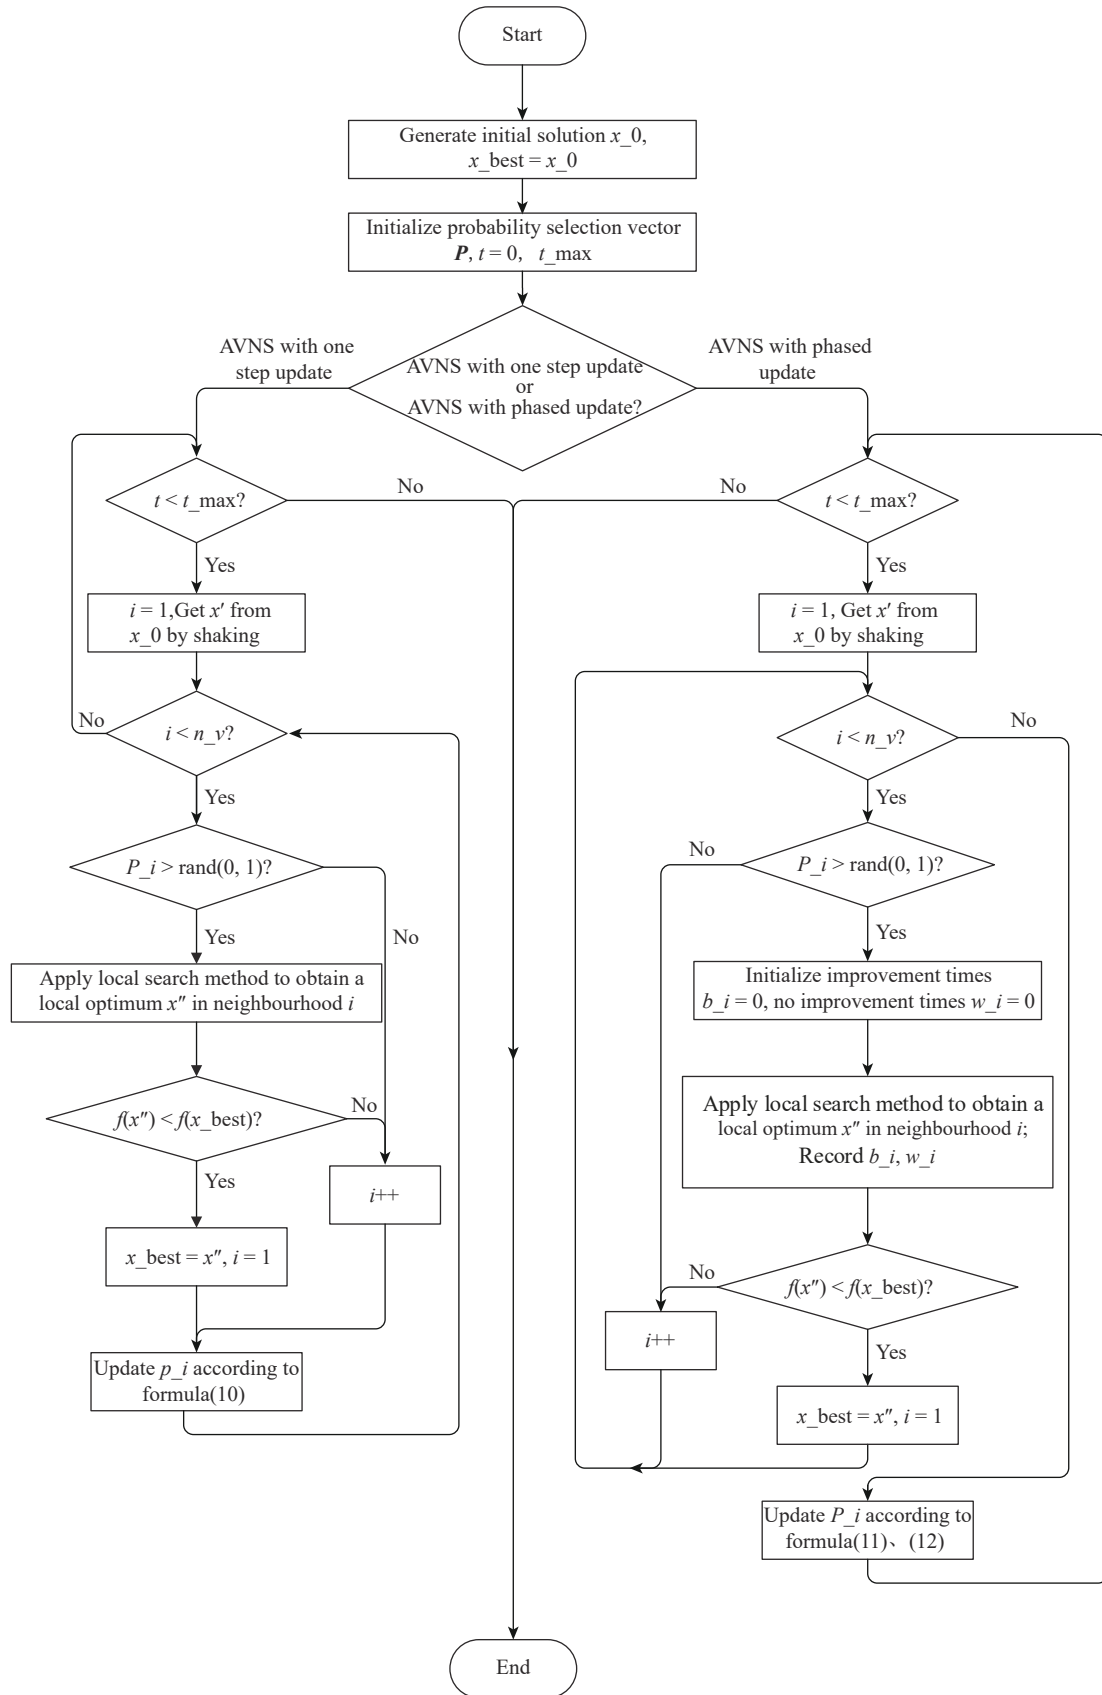 Start
Generate initial solution x_0,
x_best = x_0
Initialize probability selection vector
P, t = 0, t_max
AVNS with one
step update
AVNS with one step update
or
AVNS with phased update?
AVNS with phased
update
t < t_max?
No
Yes
i = 1,Get x′ from
x_0 by shaking
i < n_v?
No
Yes
P_i > rand(0, 1)?
No
Yes
Apply local search method to obtain a
local optimum x″ in neighbourhood i
f(x″) < f(x_best)?
No
Yes
i++
x_best = x″, i = 1
Update p_i according to
formula(10)
No
t < t_max?
Yes
i = 1, Get x′ from
x_0 by shaking
i < n_v?
No
Yes
No
P_i > rand(0, 1)?
Yes
Initialize improvement times
b_i = 0, no improvement times w_i = 0
Apply local search method to obtain a
local optimum x″ in neighbourhood i;
Record b_i, w_i
No
f(x″) < f(x_best)?
Yes
i++
x_best = x″, i = 1
Update P_i according to
formula(11)、(12)
End